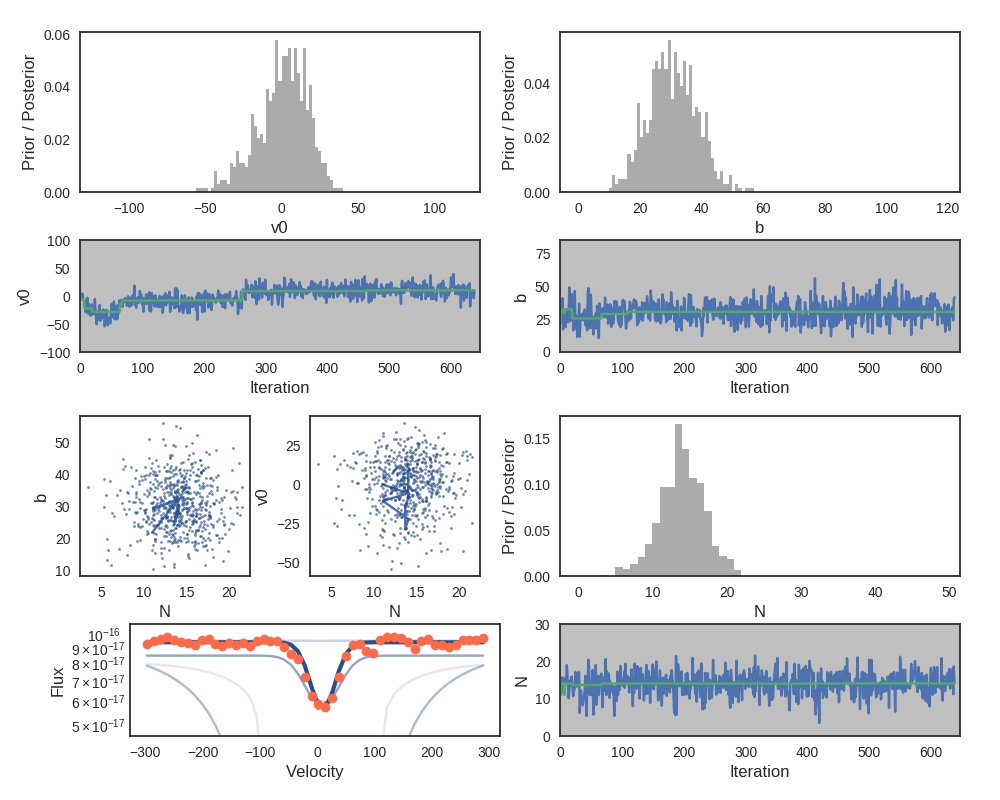 0.06
0.04
0.02
0.00
Prior / Posterior
−100 −50 0 50 100
v0
0.04
0.02
0.00
Prior / Posterior
0 20 40 60 80 100 120
b
100
50
0
−50
−100
v0
0 100 200 300 400 500 600
Iteration
75
50
25
0
b
0 100 200 300 400 500 600
Iteration
50
40
30
20
10
b
5 10 15 20
N
25
0
−25
−50
v0
5 10 15 20
N
0.15
0.10
0.05
0.00
Prior / Posterior
0 10 20 30 40 50
N
10⁻¹⁶
9 × 10⁻¹⁷
8 × 10⁻¹⁷
7 × 10⁻¹⁷
6 × 10⁻¹⁷
5 × 10⁻¹⁷
Flux
−300 −200 −100 0 100 200 300
Velocity
30
20
10
0
N
0 100 200 300 400 500 600
Iteration